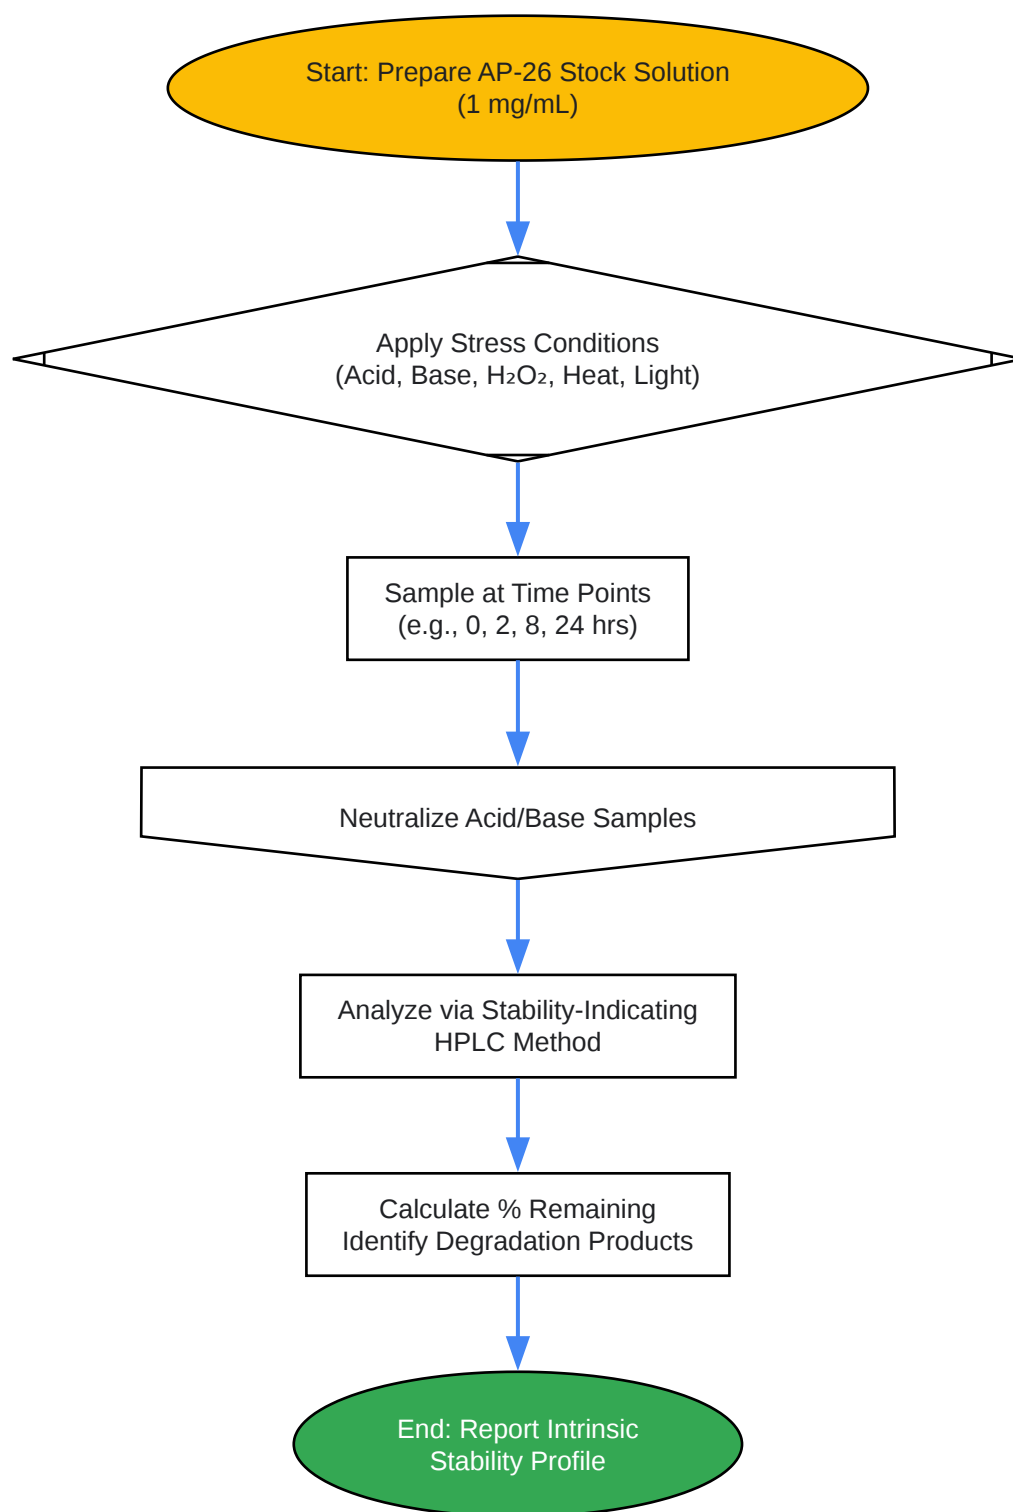 Start: Prepare AP-26 Stock Solution
(1 mg/mL)
Apply Stress Conditions
(Acid, Base, H₂O₂, Heat, Light)
Sample at Time Points
(e.g., 0, 2, 8, 24 hrs)
Neutralize Acid/Base Samples
Analyze via Stability-Indicating
HPLC Method
Calculate % Remaining
Identify Degradation Products
End: Report Intrinsic
Stability Profile